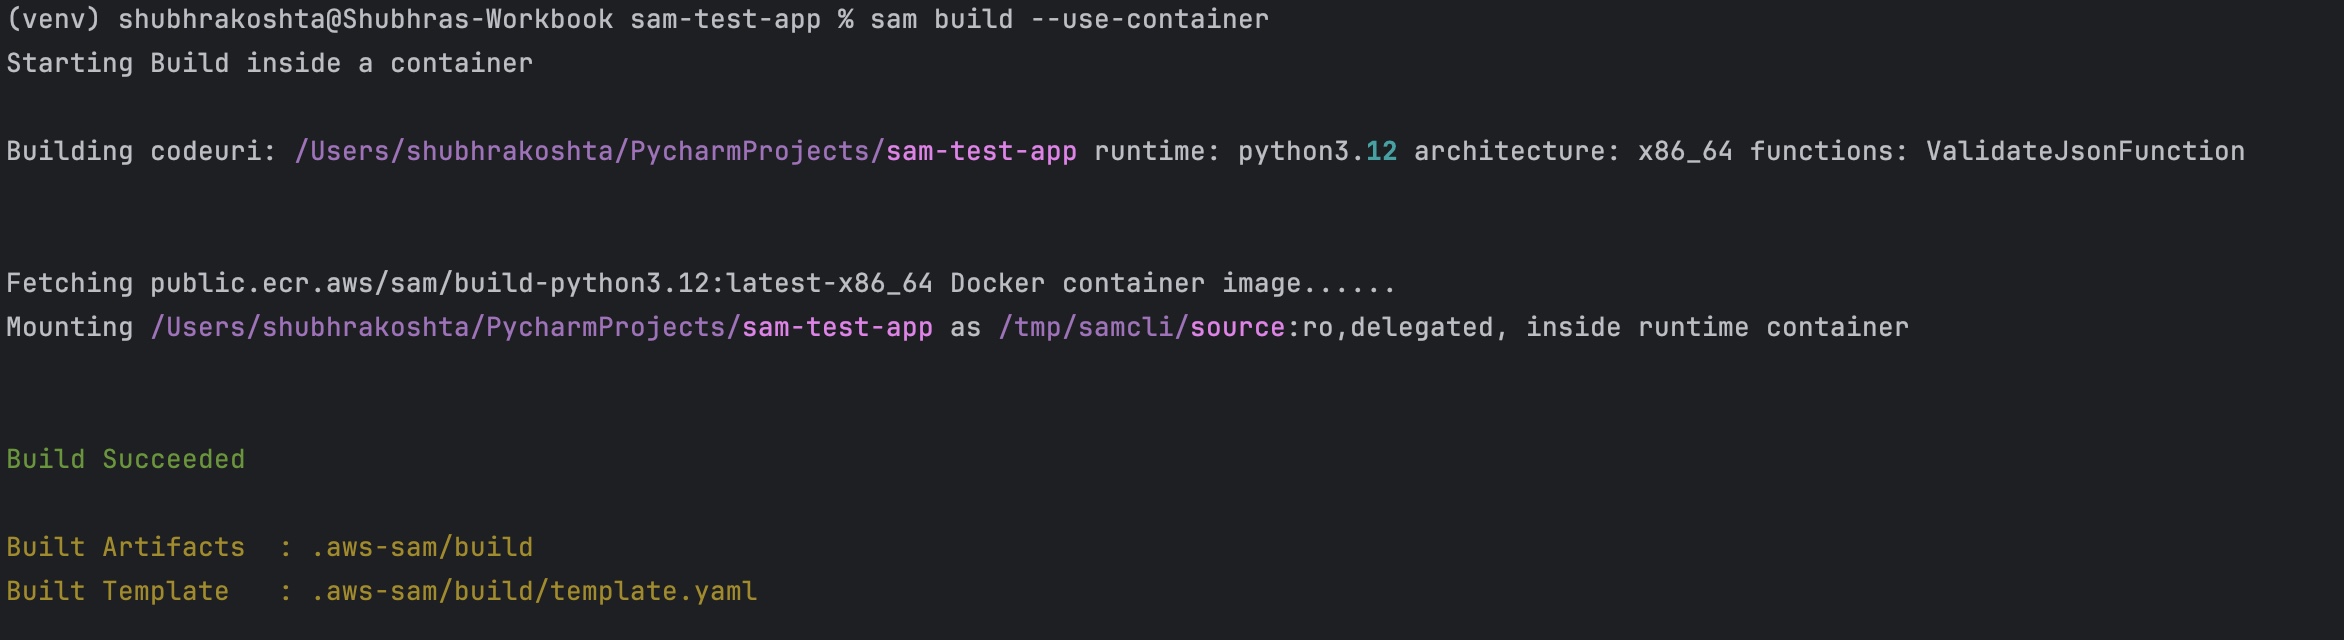 (venv) shubhrakoshta@Shubhras-Workbook sam-test-app % sam build --use-container
Starting Build inside a container
Building codeuri: /Users/shubhrakoshta/PycharmProjects/sam-test-app runtime: python3.12 architecture: x86_64 functions: ValidateJsonFunction
Fetching public.ecr.aws/sam/build-python3.12:latest-x86_64 Docker container image......
Mounting /Users/shubhrakoshta/PycharmProjects/sam-test-app as /tmp/samcli/source:ro,delegated, inside runtime container
Build Succeeded
Built Artifacts  : .aws-sam/build
Built Template   : .aws-sam/build/template.yaml